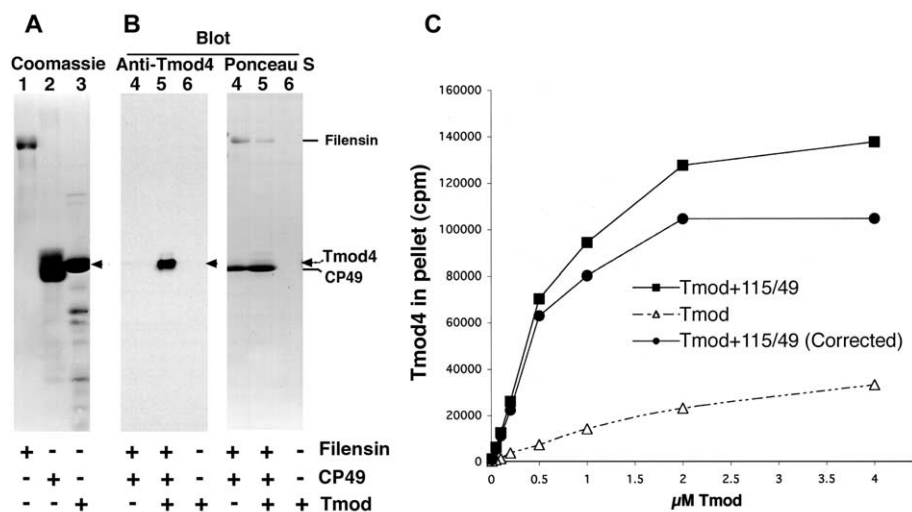 A
B
C
Blot
Coomassie
Anti-Tmod4 Ponceau S
1 2 3
4 5 6
4 5 6
Filensin
Tmod4
CP49
+ - - + + - + + - Filensin
- + - + + - + + - CP49
- - + - + + - + + Tmod
Tmod4 in pellet (cpm)
160000
140000
120000
100000
80000
60000
40000
20000
0
Tmod+115/49
Tmod
Tmod+115/49 (Corrected)
0 0.5 1 1.5 2 2.5 3 3.5 4
µM Tmod